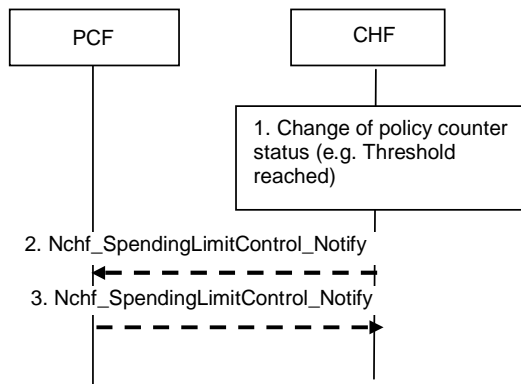 PCF
CHF
1. Change of policy counter
status (e.g. Threshold
reached)
2. Nchf_SpendingLimitControl_Notify
3. Nchf_SpendingLimitControl_Notify